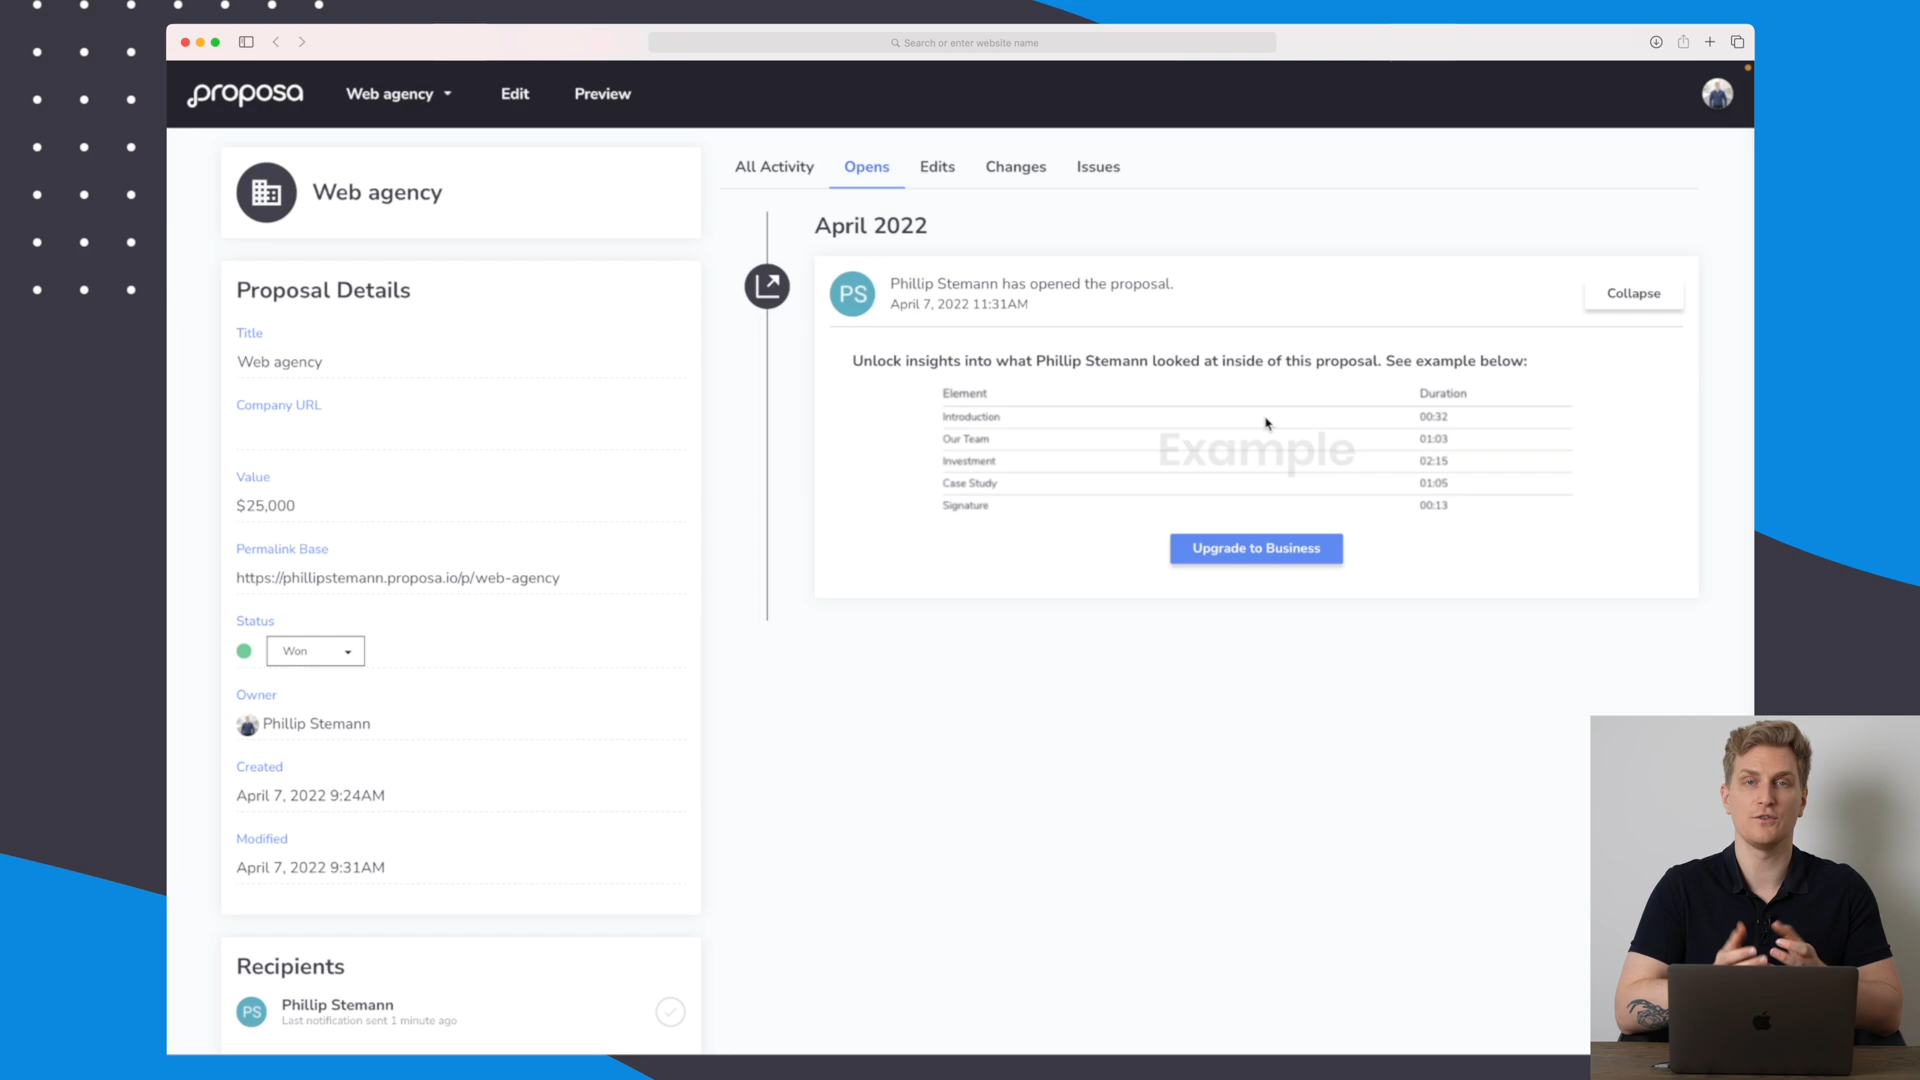 Search or enter website name
proposa
Web agency
Edit
Preview
Web agency
Proposal Details
Title
Web agency
Company URL
Value
$25,000
Permalink Base
https://phillipstemann.proposa.io/p/web-agency
Status
Won
Owner
Phillip Stemann
Created
April 7, 2022 9:24AM
Modified
April 7, 2022 9:31AM
Recipients
PS
Phillip Stemann
Last notification sent 1 minute ago
All Activity
Opens
Edits
Changes
Issues
April 2022
PS
Phillip Stemann has opened the proposal.
April 7, 2022 11:31AM
Collapse
Unlock insights into what Phillip Stemann looked at inside of this proposal. See example below:
Element Duration
Introduction 00:32
Our Team 01:03
Investment 02:15
Case Study 01:05
Signature 00:13
Example
Upgrade to Business